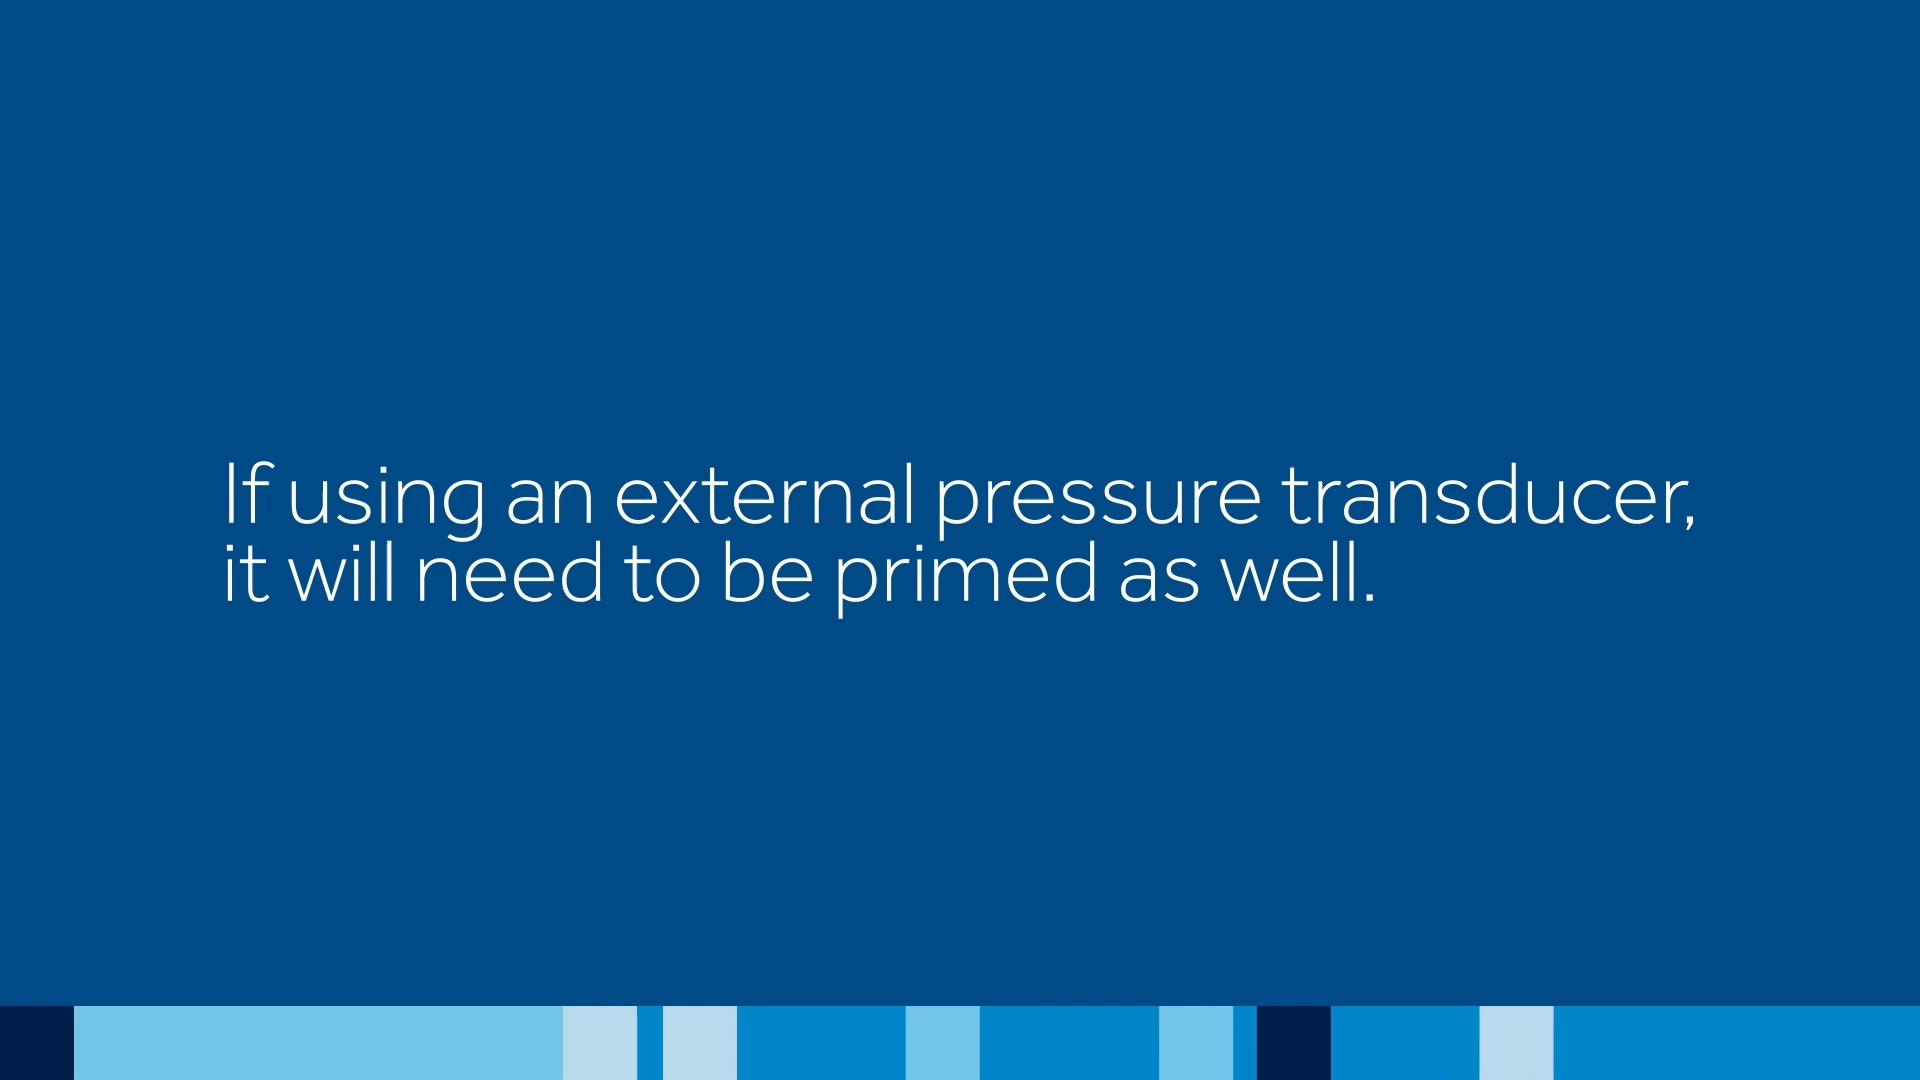 If using an external pressure transducer,
it will need to be primed as well.